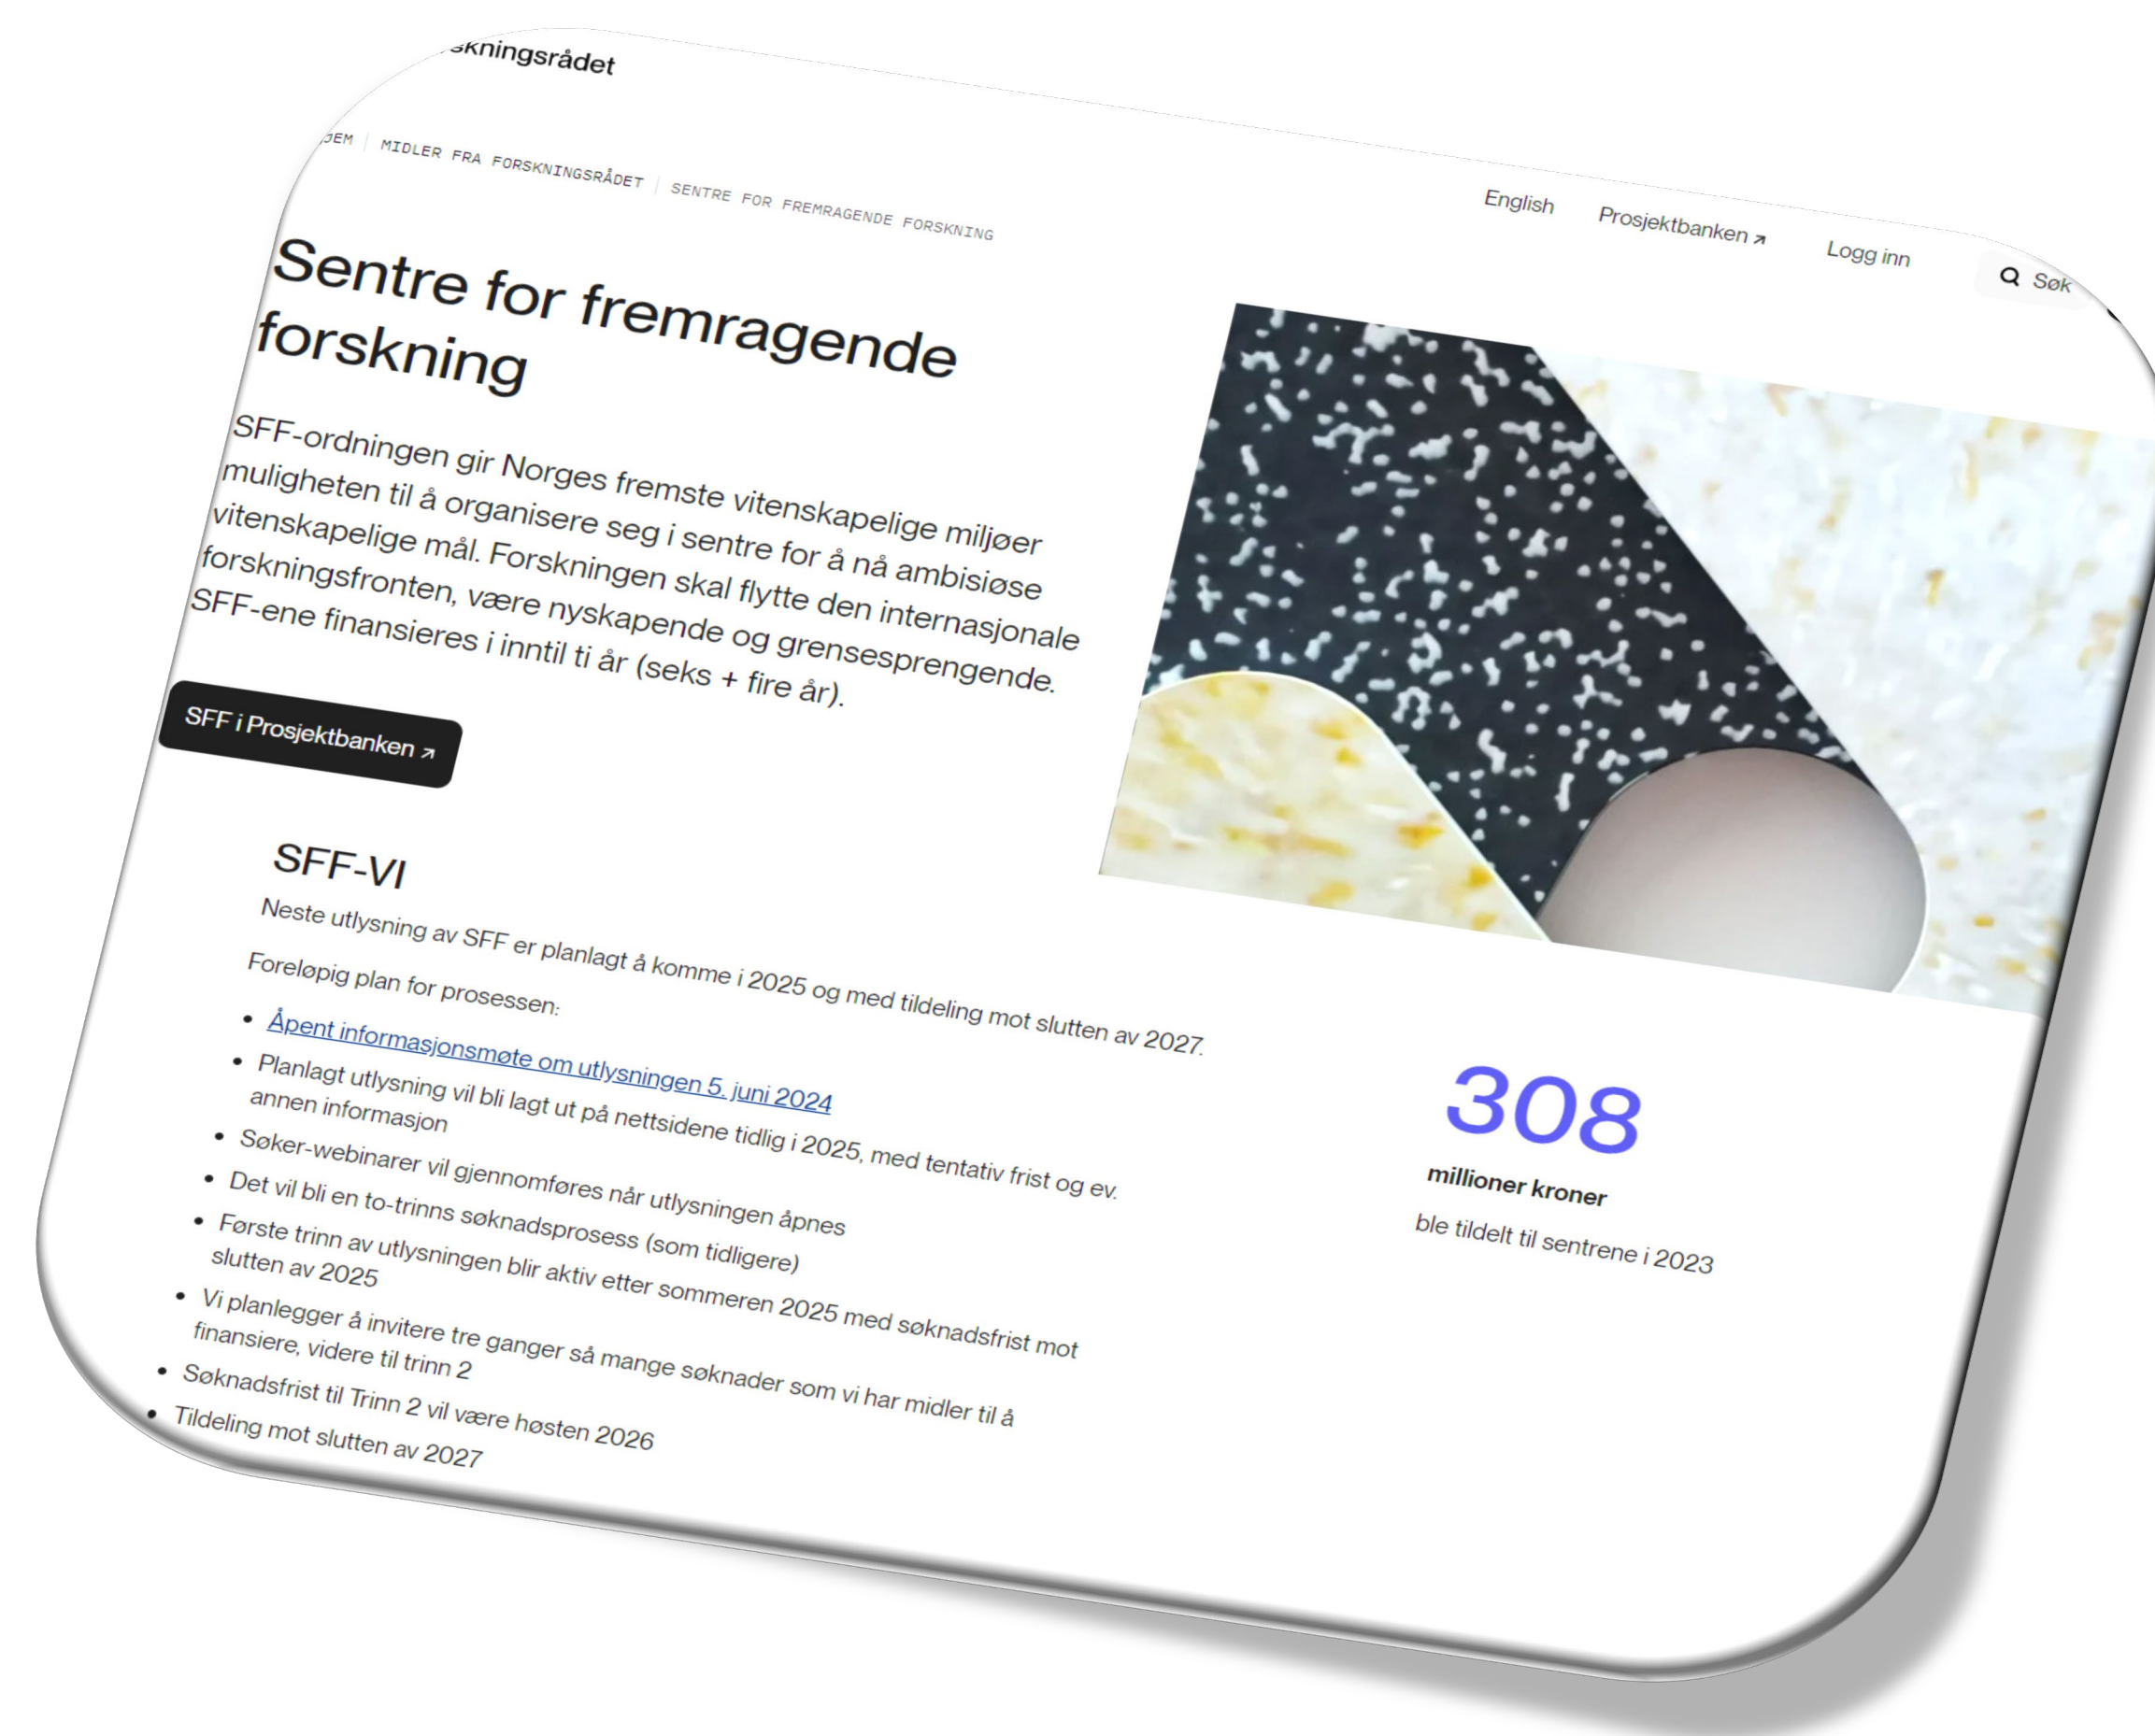 skningsrådet
JEM | MIDLER FRA FORSKNINGSRÅDET | SENTRE FOR FREMRAGENDE FORSKNING
English Prosjektbanken ↗ Logg inn Søk
Sentre for fremragende
forskning
SFF-ordningen gir Norges fremste vitenskapelige miljøer
muligheten til å organisere seg i sentre for å nå ambisiøse
vitenskapelige mål. Forskningen skal flytte den internasjonale
forskningsfronten, være nyskapende og grensesprengende.
SFF-ene finansieres i inntil ti år (seks + fire år).
SFF i Prosjektbanken ↗
SFF-VI
Neste utlysning av SFF er planlagt å komme i 2025 og med tildeling mot slutten av 2027.
Foreløpig plan for prosessen:
• Åpent informasjonsmøte om utlysningen 5. juni 2024
• Planlagt utlysning vil bli lagt ut på nettsidene tidlig i 2025, med tentativ frist og ev.
annen informasjon
• Søker-webinarer vil gjennomføres når utlysningen åpnes
• Det vil bli en to-trinns søknadsprosess (som tidligere)
• Første trinn av utlysningen blir aktiv etter sommeren 2025 med søknadsfrist mot
slutten av 2025
• Vi planlegger å invitere tre ganger så mange søknader som vi har midler til å
finansiere, videre til trinn 2
• Søknadsfrist til Trinn 2 vil være høsten 2026
• Tildeling mot slutten av 2027
308
millioner kroner
ble tildelt til sentrene i 2023